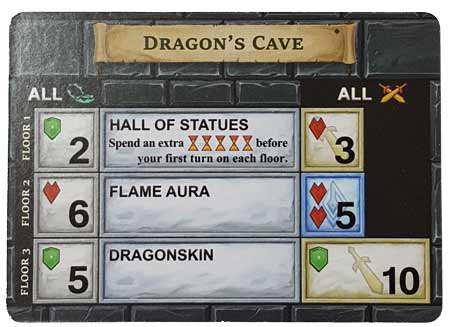 DRAGON'S CAVE
ALL ALL
FLOOR 1
2
HALL OF STATUES
Spend an extra before
your first turn on each floor.
3
FLOOR 2
6
FLAME AURA
5
FLOOR 3
5
DRAGONSKIN
10